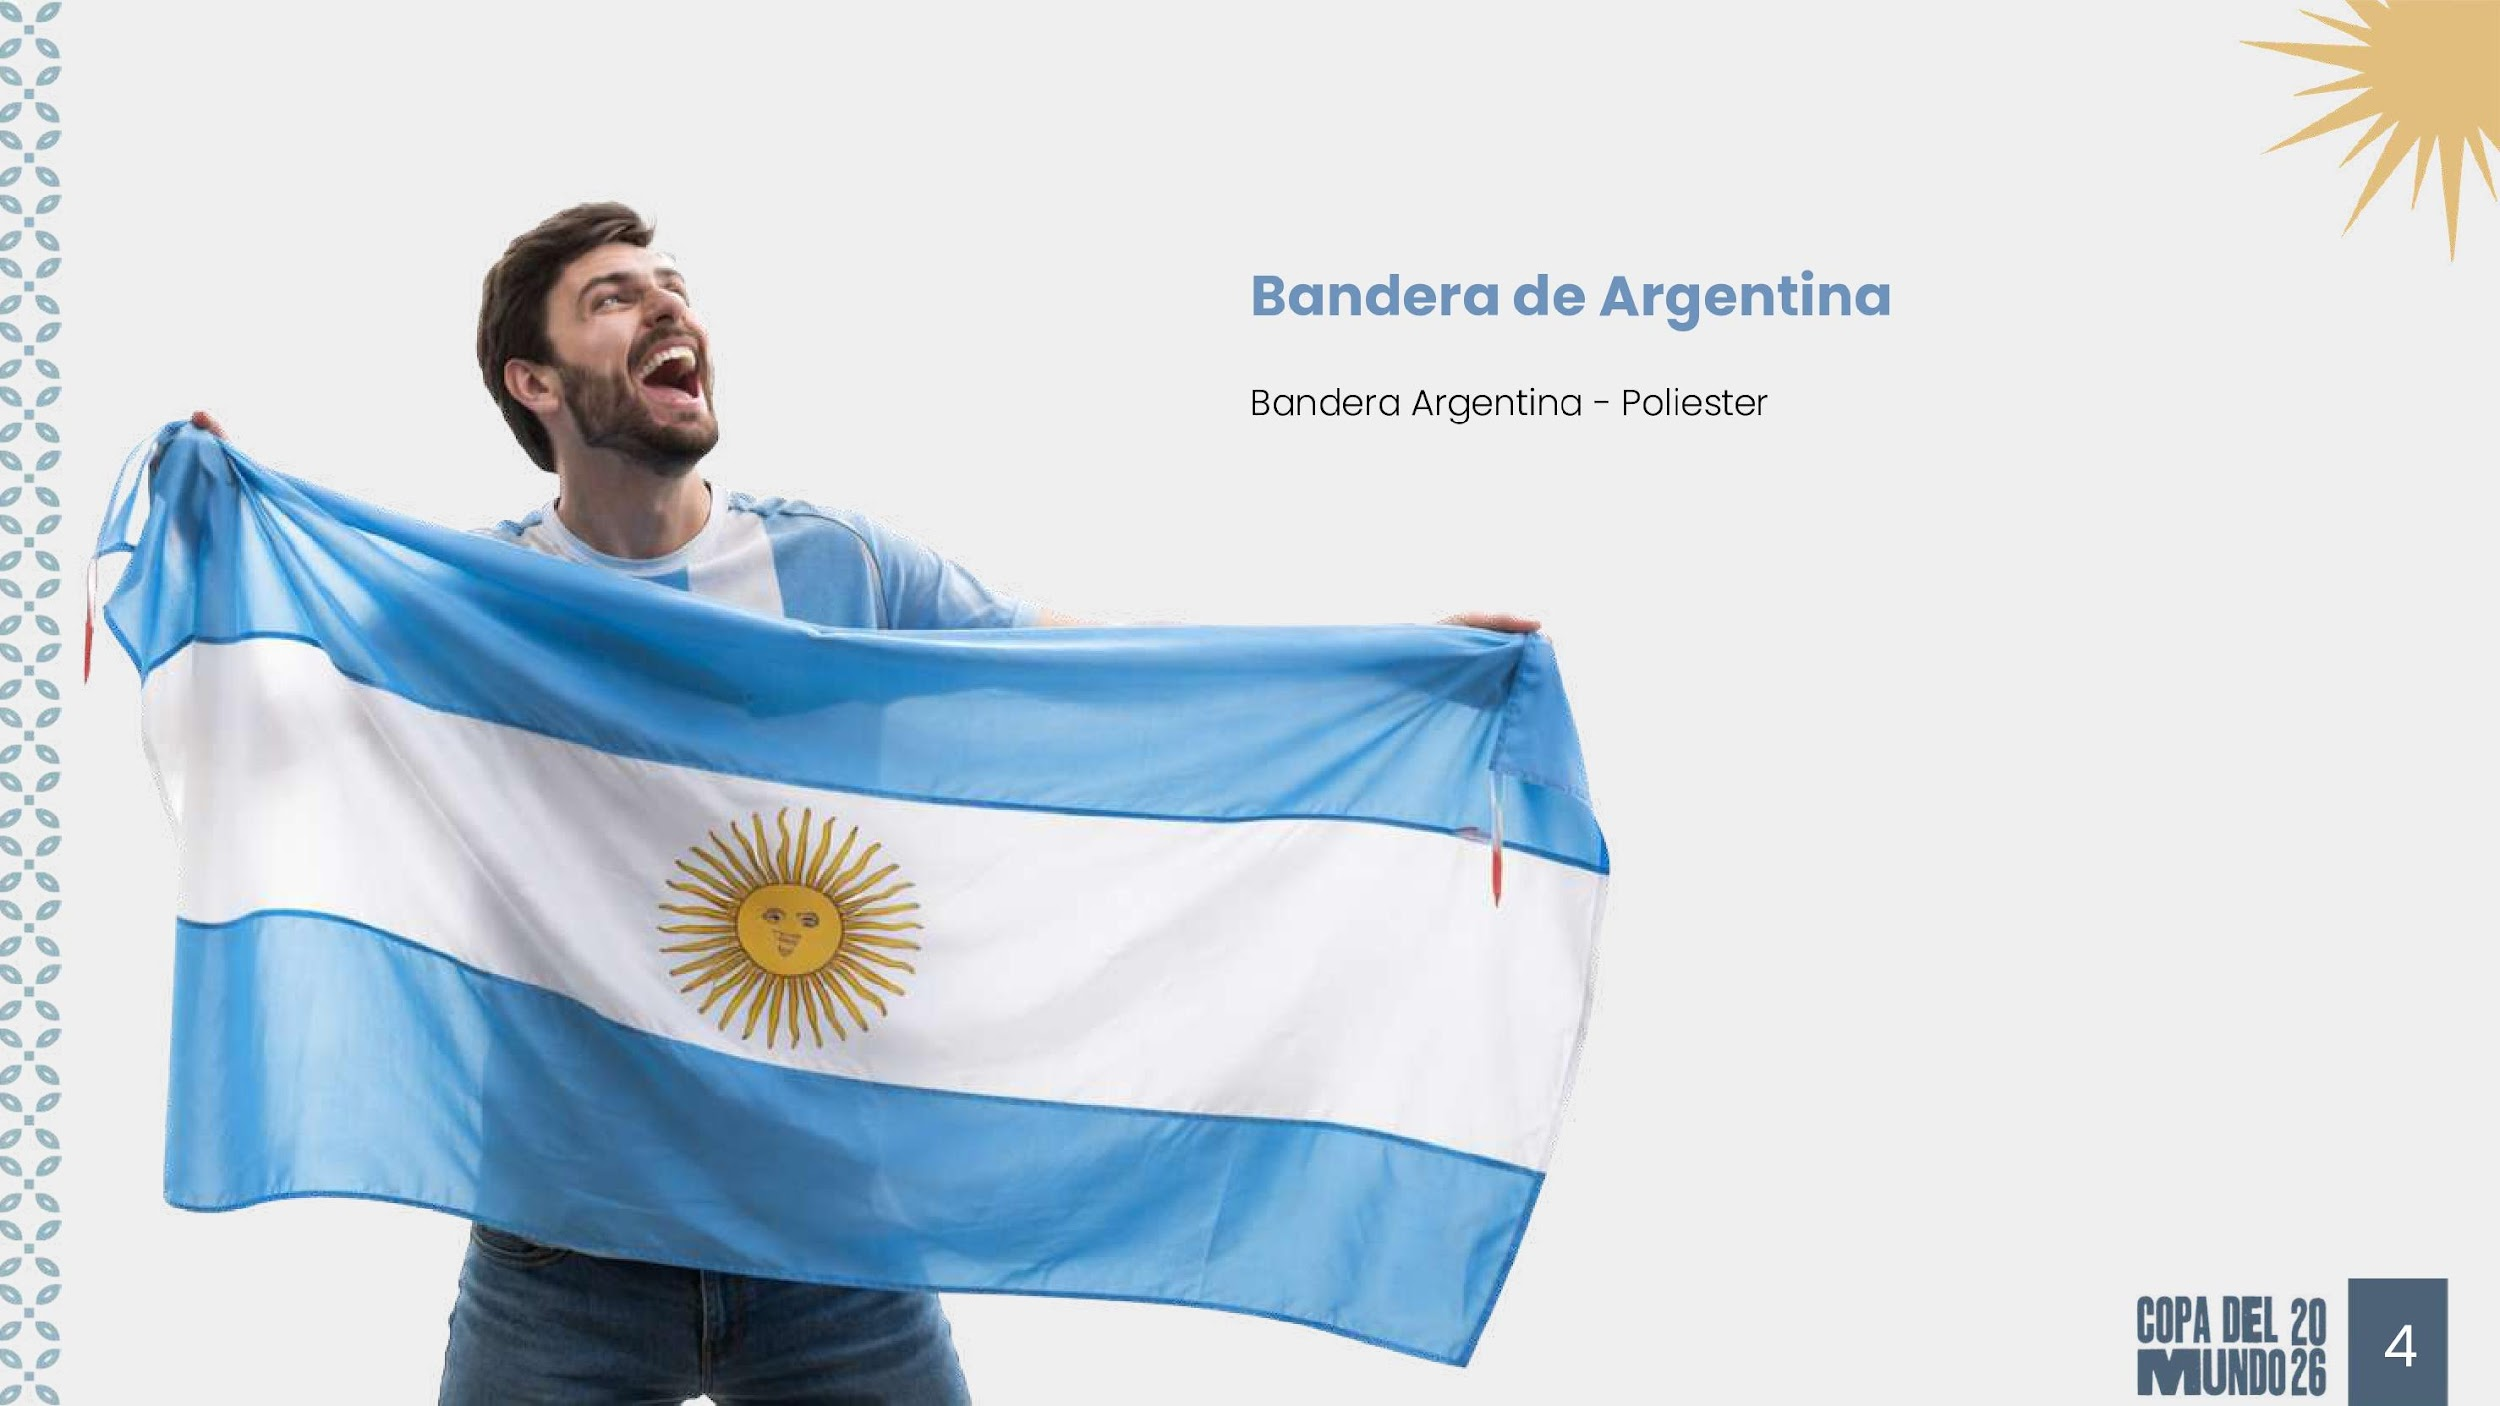 Bandera de Argentina
Bandera Argentina - Poliester
COPA DEL 20
MUNDO 26
4